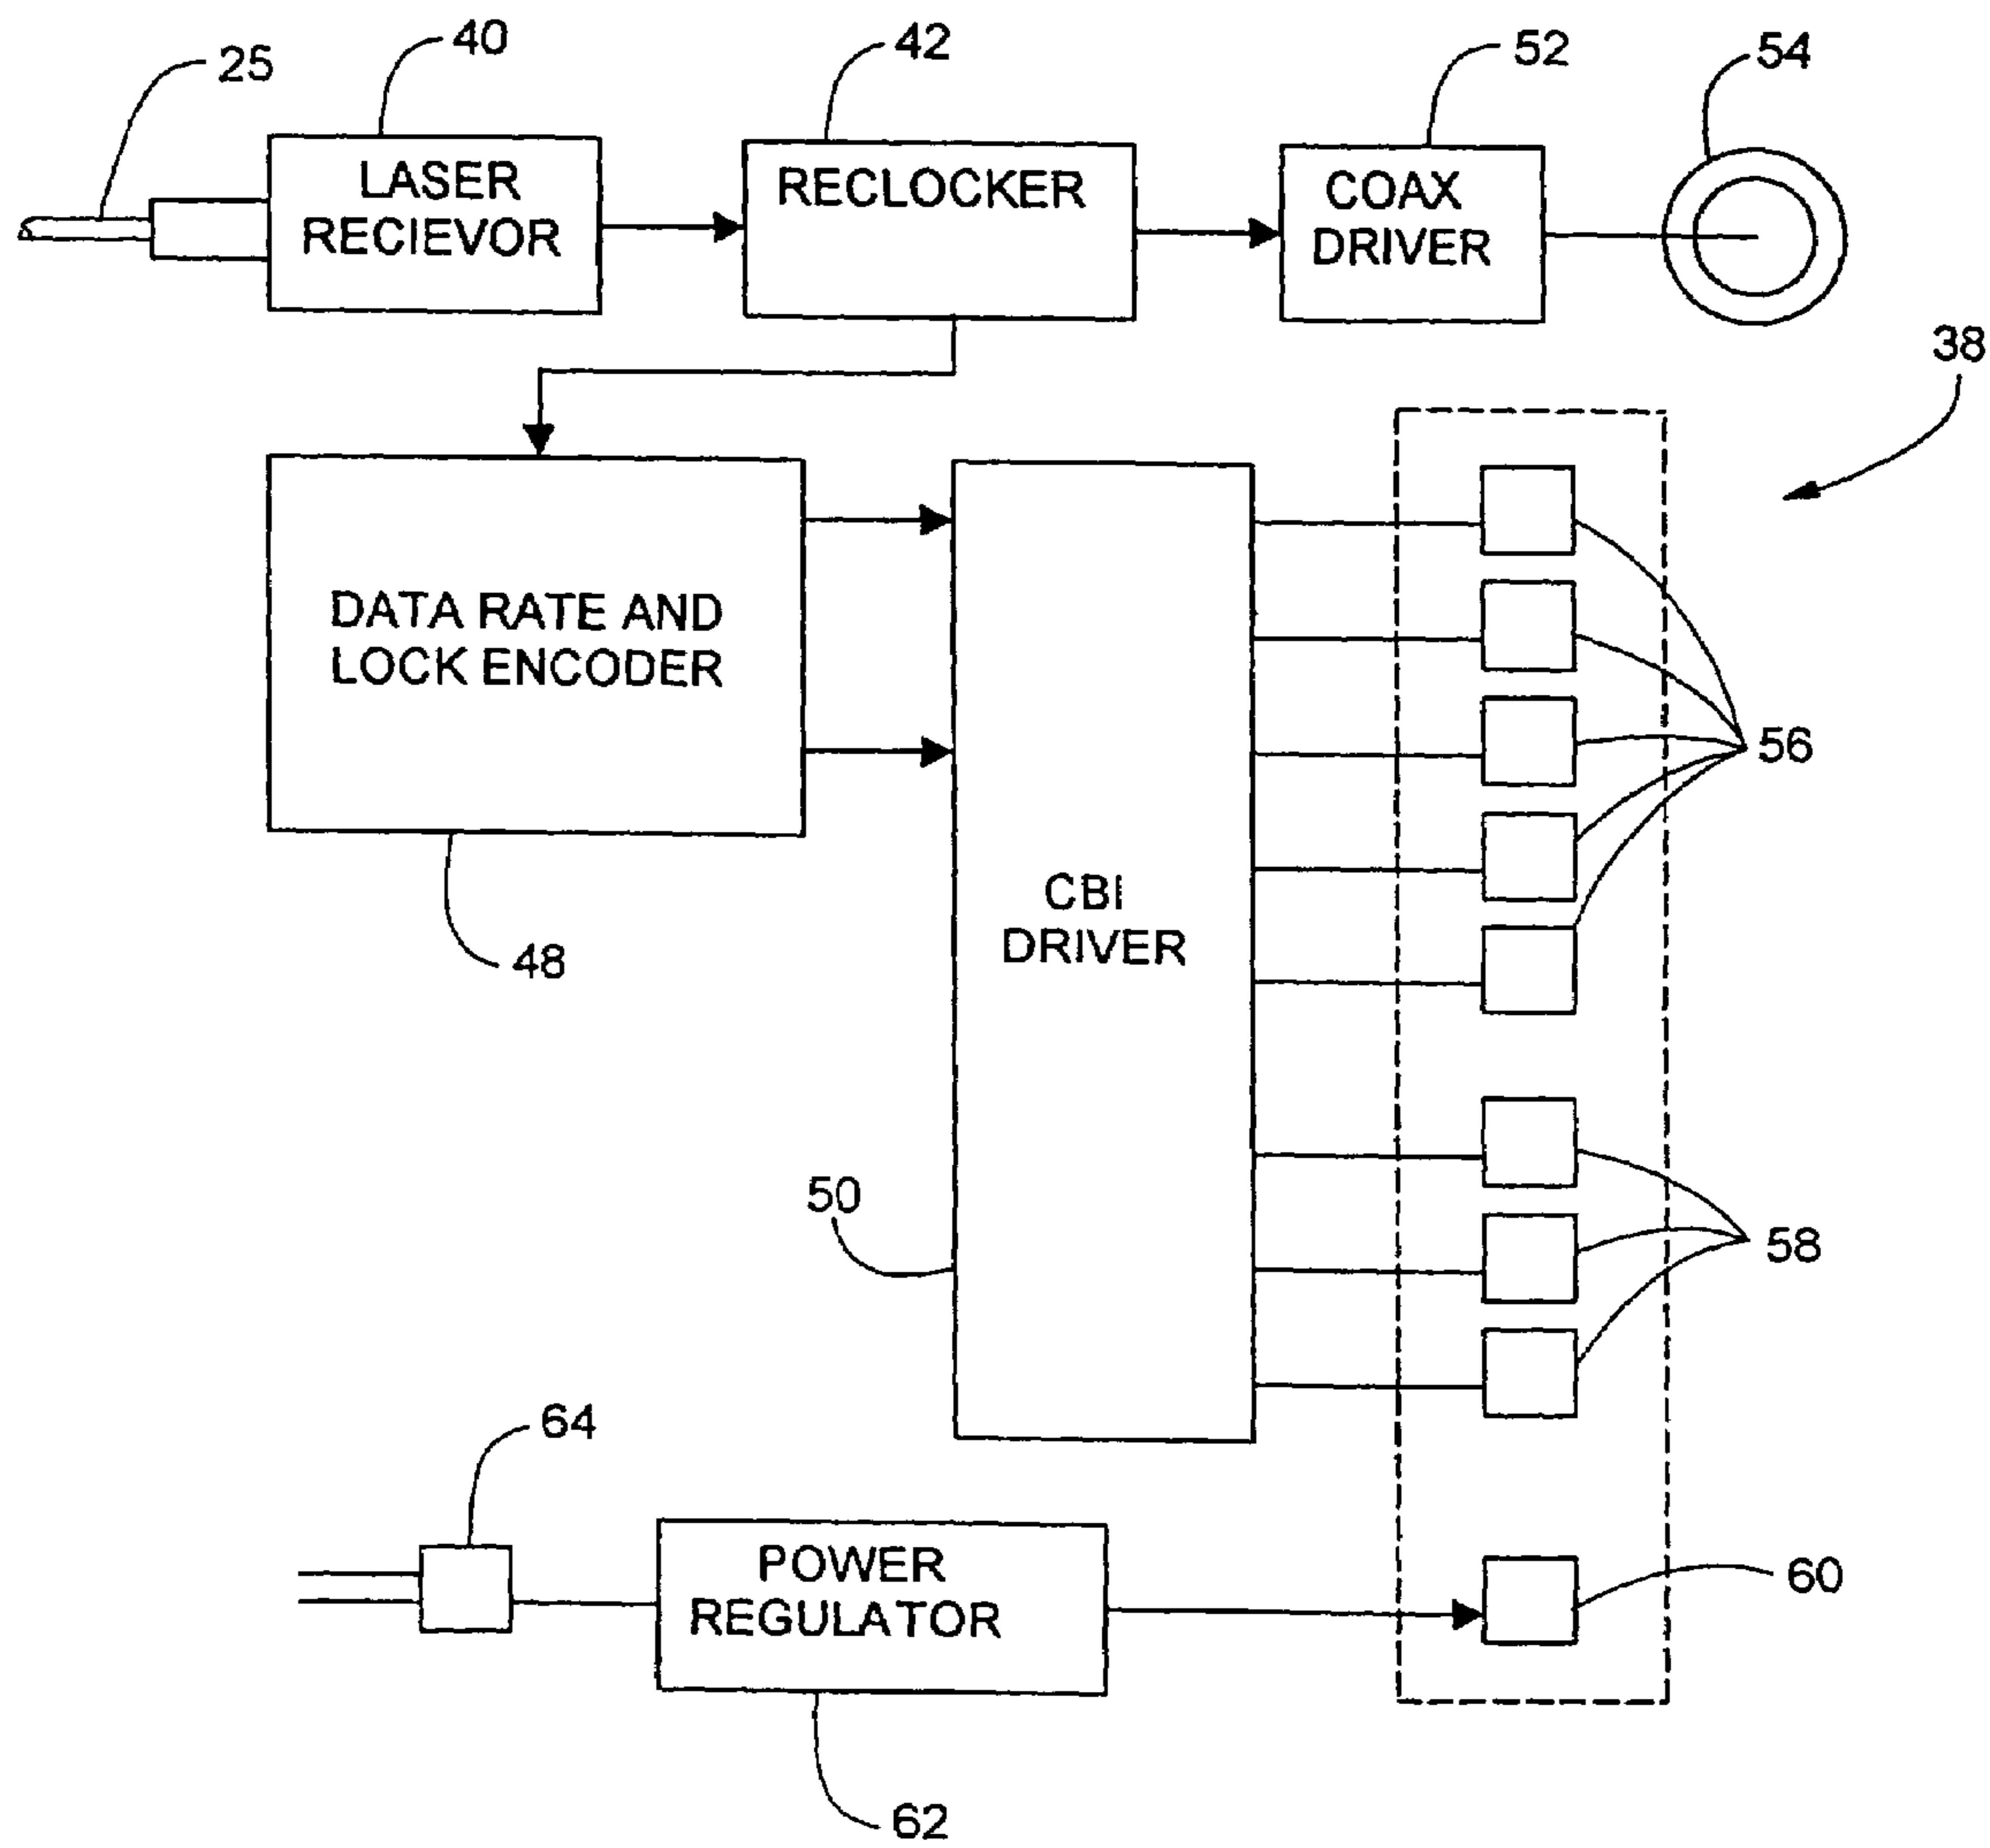 25
40
42
52
54
LASER
RECIEVOR
RECLOCKER
COAX
DRIVER
38
DATA RATE AND
LOCK ENCODER
56
CBI
DRIVER
48
50
58
64
POWER
REGULATOR
60
62